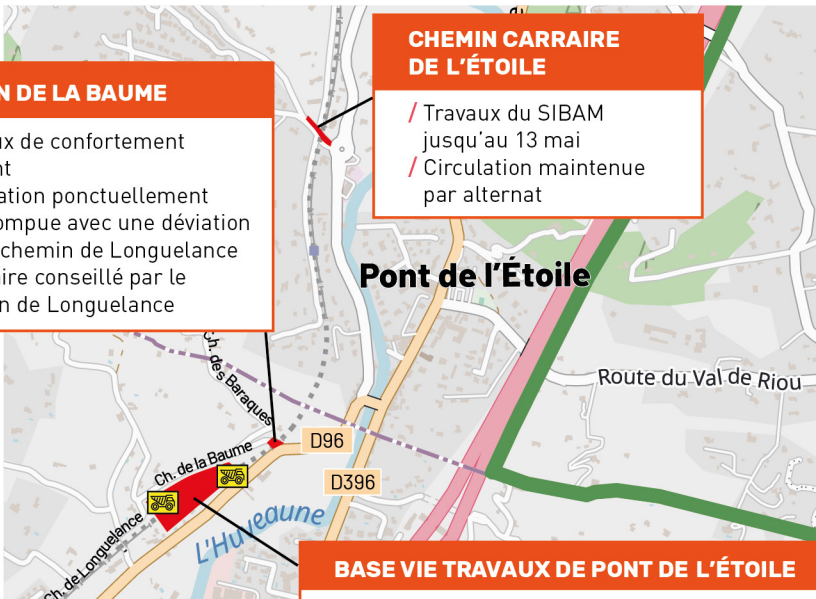 CHEMIN CARRAIRE
DE L'ÉTOILE
/ Travaux du SIBAM
jusqu'au 13 mai
/ Circulation maintenue
par alternat
N DE LA BAUME
ux de confortement
nt
ation ponctuellement
ompue avec une déviation
chemin de Longuelance
aire conseillé par le
n de Longuelance
Pont de l'Étoile
Route du Val de Riou
Ch. des Baraques
D96
Ch. de la Baume
D396
L'Huveaune
Ch. de Longuelance
BASE VIE TRAVAUX DE PONT DE L'ÉTOILE